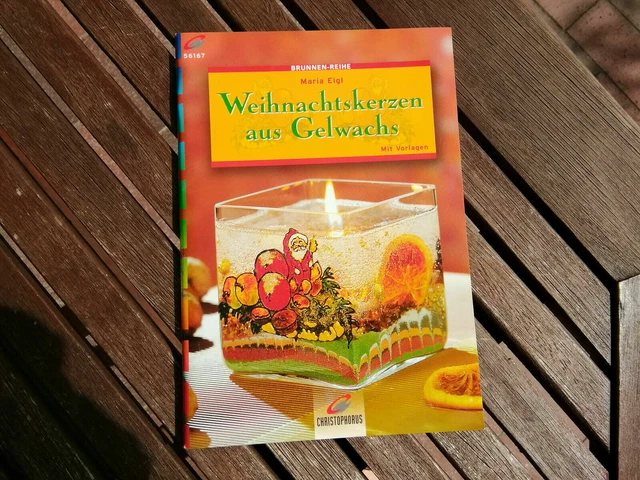 56167
BRUNNEN-REIHE
Maria Eigl
Weihnachtskerzen
aus Gelwachs
Mit Vorlagen
CHRISTOPHORUS